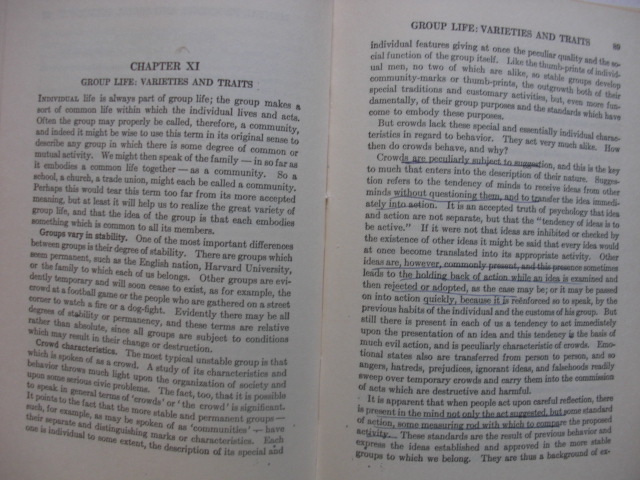 CHAPTER XI
GROUP LIFE: VARIETIES AND TRAITS
INDIVIDUAL life is always part of group life; the group makes a
sort of common life within which the individual lives and acts.
Often the group may properly be called, therefore, a community,
and indeed it might be wise to use this term in its original sense to
describe any group in which there is some degree of common or
mutual activity. We might then speak of the family — in so far as
it embodies a common life together — as a community. So a
school, a church, a trade union, might each be called a community.
Perhaps this would tear this term too far from its more accepted
meaning, but at least it will help us to realize the great variety of
group life, and that the idea of the group is that each embodies
something which is common to all its members.
Groups vary in stability. One of the most important differences
between groups is their degree of stability. There are groups which
seem permanent, such as the English nation, Harvard University,
or the family to which each of us belongs. Other groups are evi-
dently temporary and will soon cease to exist, as for example, the
crowd at a football game or the people who are gathered on a street
corner to watch a fire or a dog-fight. Evidently there may be all
degrees of stability or permanency, and these terms are relative
rather than absolute, since all groups are subject to conditions
which may result in their change or destruction.
Crowd characteristics. The most typical unstable group is that
which is spoken of as a crowd. A study of its characteristics and
behavior throws much light upon the organization of society and
upon some serious civic problems. The fact, too, that it is possible
to speak in general terms of 'crowds' or 'the crowd' is significant.
It points to the fact that the more stable and permanent groups —
such, for example, as may be spoken of as 'communities' — have
their separate and distinguishing marks or characteristics. Each
one is individual to some extent, the description of its special and
GROUP LIFE: VARIETIES AND TRAITS 69
individual features giving at once the peculiar quality and the so-
cial function of the group itself. Like the thumb-prints of individ-
ual men, no two of which are alike, so stable groups develop
community-marks or thumb-prints, the outgrowth both of their
special traditions and customary activities, but, even more fun-
damentally, of their group purposes and the standards which have
come to embody these purposes.
But crowds lack these special and essentially individual charac-
teristics in regard to behavior. They act very much alike. How
then do crowds behave, and why?
Crowds are peculiarly subject to suggestion, and this is the key
to much that enters into the description of their nature. Sugges-
tion refers to the tendency of minds to receive ideas from other
minds without questioning them, and to transfer the idea immedi-
ately into action. It is an accepted truth of psychology that idea
and action are not separate, but that the "tendency of ideas is to
be active." If it were not that ideas are inhibited or checked by
the existence of other ideas it might be said that every idea would
at once become translated into its appropriate activity. Other
ideas are, however, commonly present, and this presence sometimes
leads to the holding back of action while an idea is examined and
then rejected or adopted, as the case may be; or it may be passed
on into action quickly, because it is reinforced so to speak, by the
previous habits of the individual and the customs of his group. But
still there is present in each of us a tendency to act immediately
upon the presentation of an idea and this tendency is the basis of
much evil action, and is peculiarly characteristic of crowds. Emo-
tional states also are transferred from person to person, and so
angers, hatreds, prejudices, ignorant ideas, and falsehoods readily
sweep over temporary crowds and carry them into the commission
of acts which are destructive and harmful.
It is apparent that when people act upon careful reflection, there
is present in the mind not only the act suggested, but some standard
of action, some measuring rod with which to compare the proposed
activity. These standards are the result of previous behavior and
express the ideas established and approved in the more stable
groups to which we belong. They are thus a background of ex-